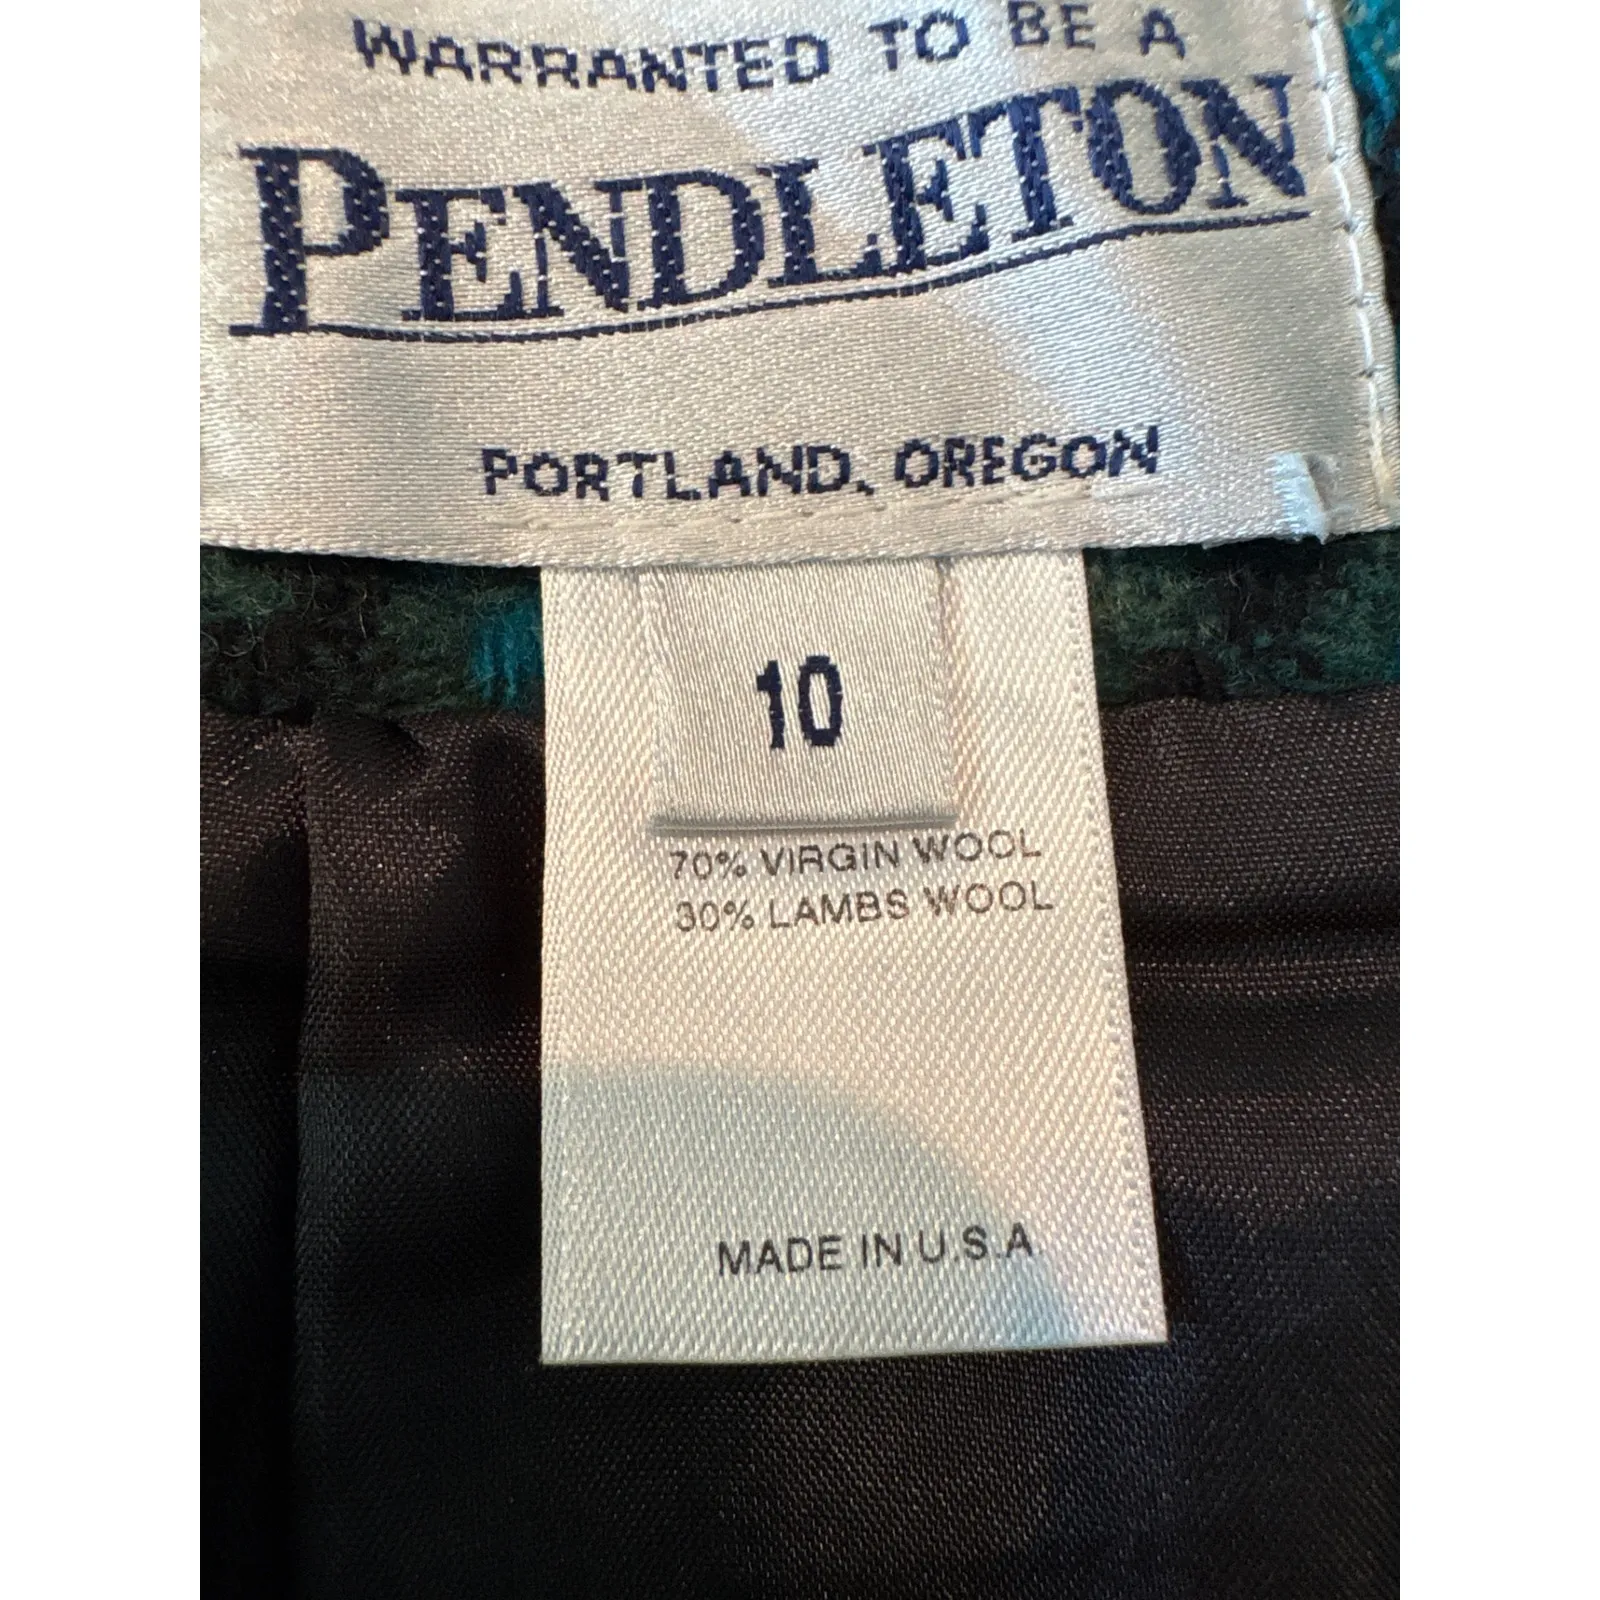 WARRANTED TO BE A
PENDLETON
PORTLAND, OREGON
10
70% VIRGIN WOOL
30% LAMBS WOOL
MADE IN U.S.A.